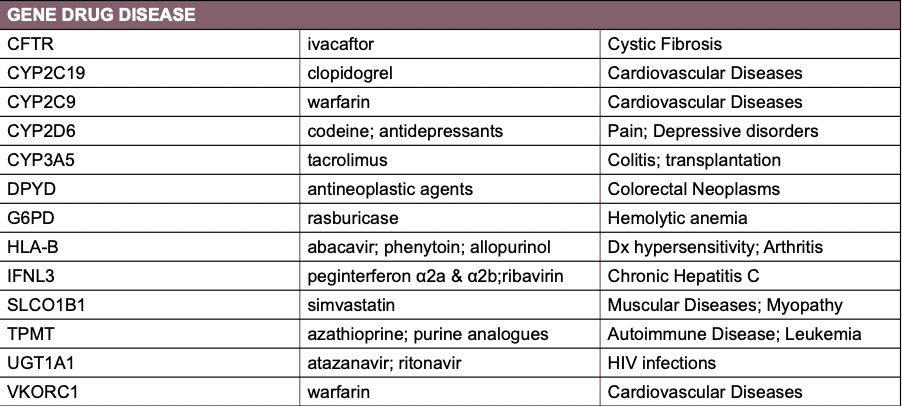 GENE DRUG DISEASE
CFTR ivacaftor Cystic Fibrosis
CYP2C19 clopidogrel Cardiovascular Diseases
CYP2C9 warfarin Cardiovascular Diseases
CYP2D6 codeine; antidepressants Pain; Depressive disorders
CYP3A5 tacrolimus Colitis; transplantation
DPYD antineoplastic agents Colorectal Neoplasms
G6PD rasburicase Hemolytic anemia
HLA-B abacavir; phenytoin; allopurinol Dx hypersensitivity; Arthritis
IFNL3 peginterferon α2a & α2b;ribavirin Chronic Hepatitis C
SLCO1B1 simvastatin Muscular Diseases; Myopathy
TPMT azathioprine; purine analogues Autoimmune Disease; Leukemia
UGT1A1 atazanavir; ritonavir HIV infections
VKORC1 warfarin Cardiovascular Diseases